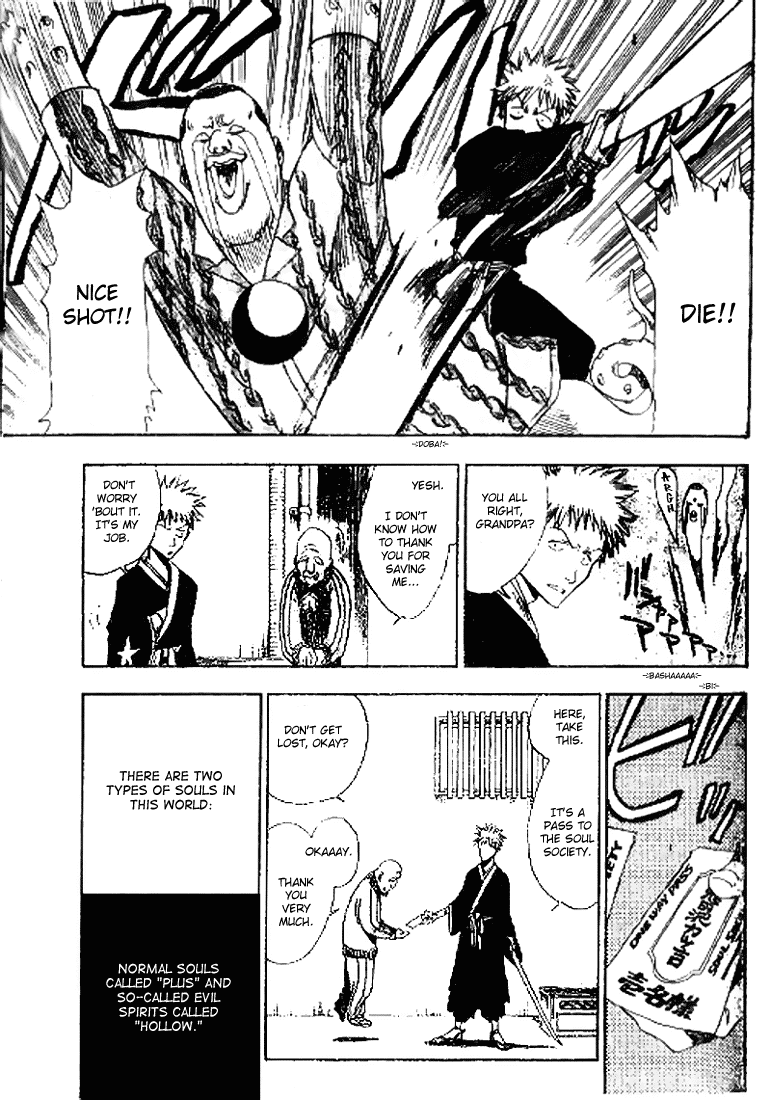 DIE!!
NICE
SHOT!!
-:DOBA!:-
ARGH
YOU ALL
RIGHT,
GRANDPA?
YESH.
I DON'T
KNOW HOW
TO THANK
YOU FOR
SAVING
ME...
DON'T
WORRY
'BOUT IT.
IT'S MY
JOB.
-:BASHAAAAA:-
-:BI:-
ONE WAY PASS
SOUL
HERE,
TAKE
THIS.
IT'S A
PASS TO
THE SOUL
SOCIETY.
DON'T GET
LOST, OKAY?
OKAAAY.
THANK
YOU
VERY
MUCH.
THERE ARE TWO
TYPES OF SOULS IN
THIS WORLD:
NORMAL SOULS
CALLED "PLUS" AND
SO-CALLED EVIL
SPIRITS CALLED
"HOLLOW."